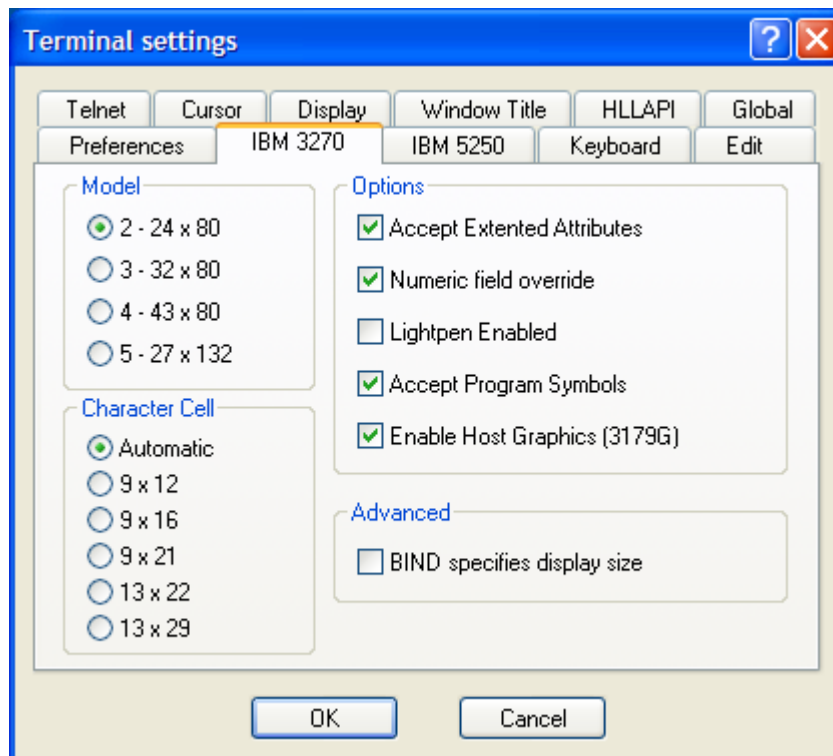 Terminal settings
Telnet Cursor Display Window Title HLLAPI Global
Preferences IBM 3270 IBM 5250 Keyboard Edit
Model
2 - 24 x 80
3 - 32 x 80
4 - 43 x 80
5 - 27 x 132
Character Cell
Automatic
9 x 12
9 x 16
9 x 21
13 x 22
13 x 29
Options
Accept Extented Attributes
Numeric field override
Lightpen Enabled
Accept Program Symbols
Enable Host Graphics (3179G)
Advanced
BIND specifies display size
OK Cancel